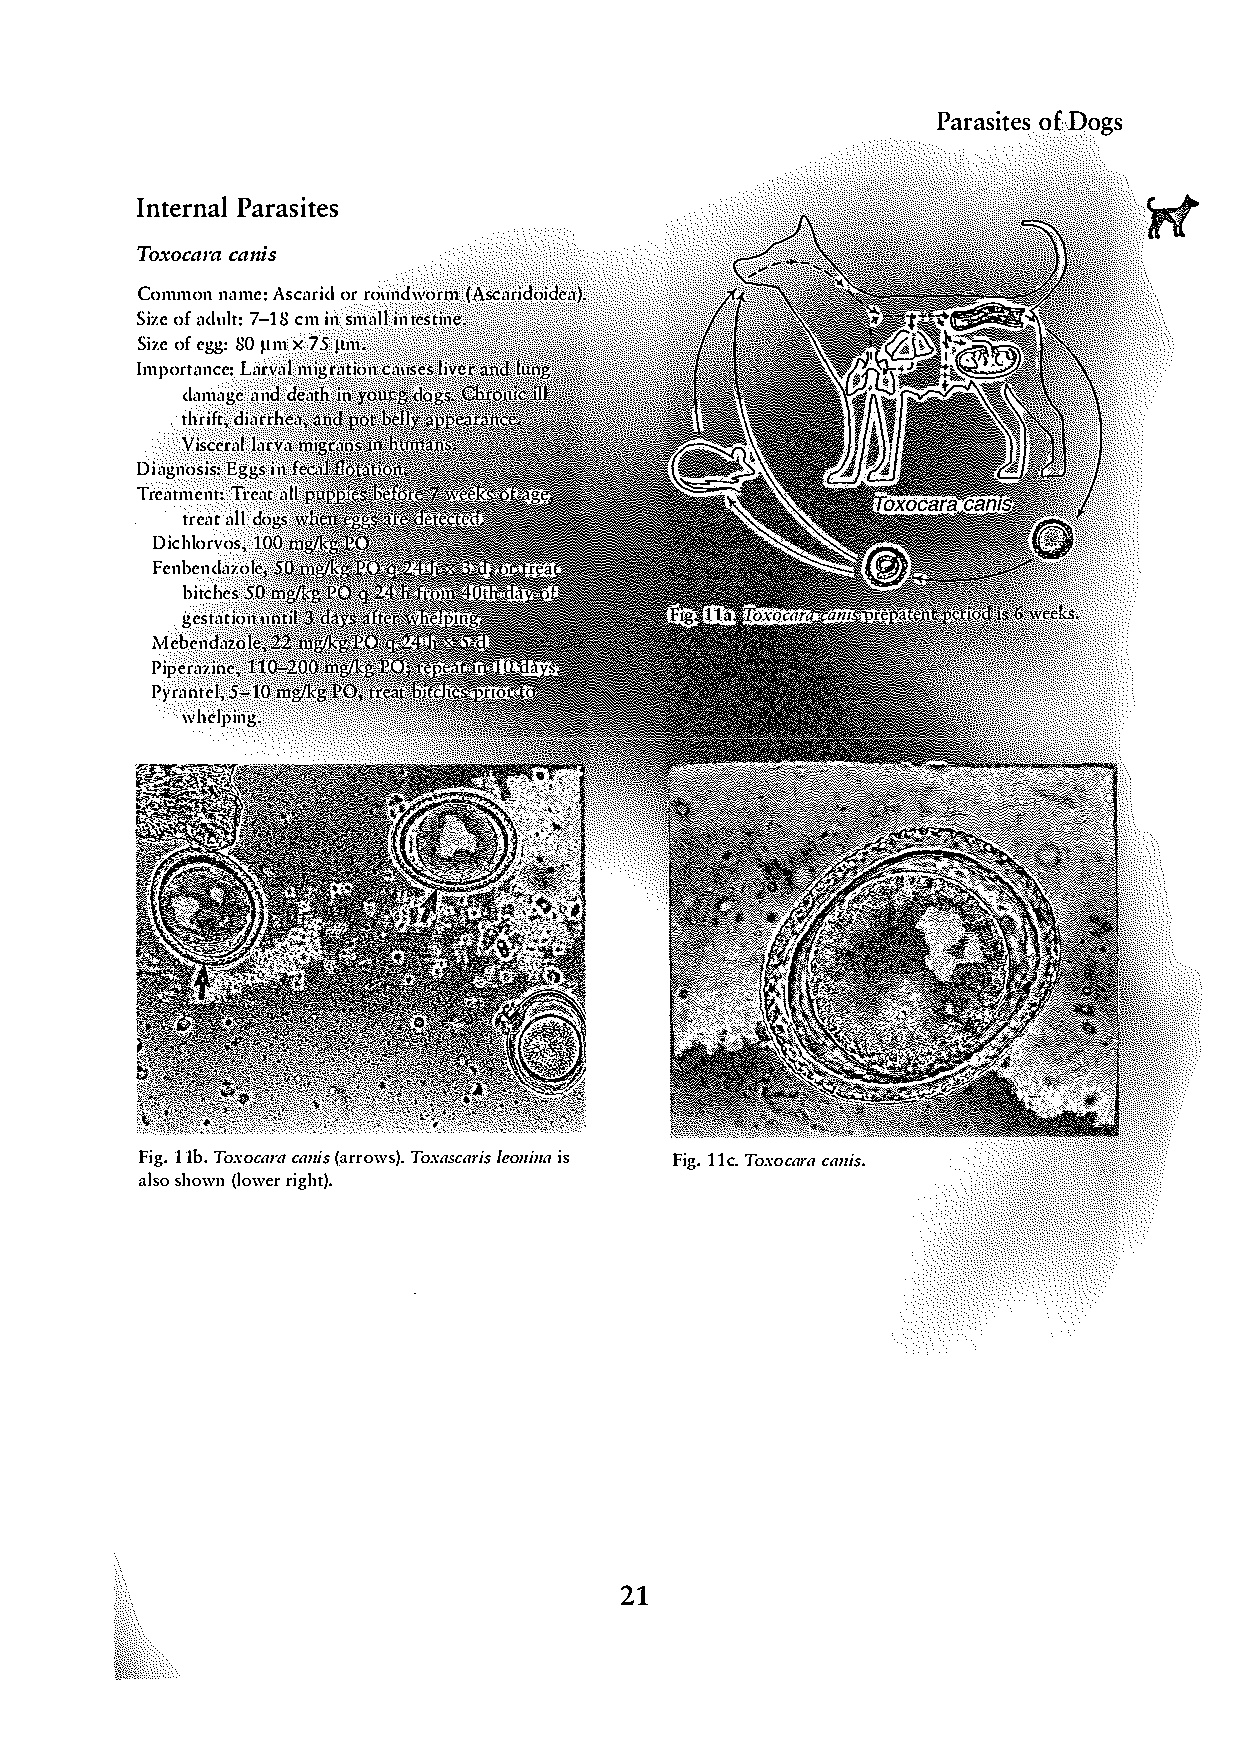 Parasites of Dogs
Internal Parasites
Toxocara canis
Common name: Ascarid or roundworm (Ascaridoidea).
Size of adult: 7–18 cm in small intestine.
Size of egg: 80 µm × 75 µm.
Importance: Larval migration causes liver and lung
damage and death in young dogs. Chronic ill
thrift, diarrhea, and pot belly appearance.
Visceral larva migrans in humans.
Diagnosis: Eggs in fecal flotation.
Treatment: Treat all puppies before 7 weeks of age,
treat all dogs when eggs are detected.
Dichlorvos, 100 mg/kg PO.
Fenbendazole, 50 mg/kg PO q 24 h × 3 d, or treat
bitches 50 mg/kg PO q 24 h from 40th day of
gestation until 3 days after whelping.
Mebendazole, 22 mg/kg PO q 24 h × 5 d.
Piperazine, 110–200 mg/kg PO; repeat in 10 days.
Pyrantel, 5–10 mg/kg PO, treat bitches prior to
whelping.
Toxocara canis
Fig. 11a. Toxocara canis prepatent period is 6 weeks.
Fig. 11b. Toxocara canis (arrows). Toxascaris leonina is
also shown (lower right).
Fig. 11c. Toxocara canis.
21